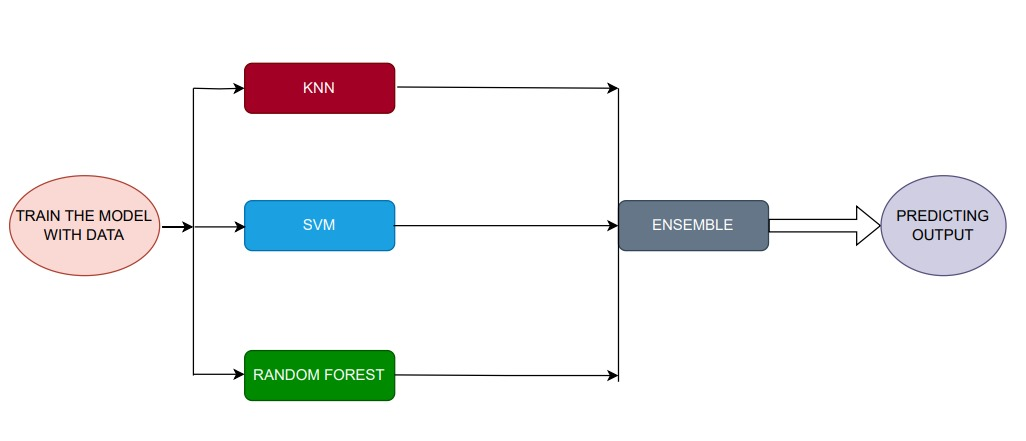 KNN
TRAIN THE MODEL
WITH DATA
SVM
ENSEMBLE
PREDICTING
OUTPUT
RANDOM FOREST